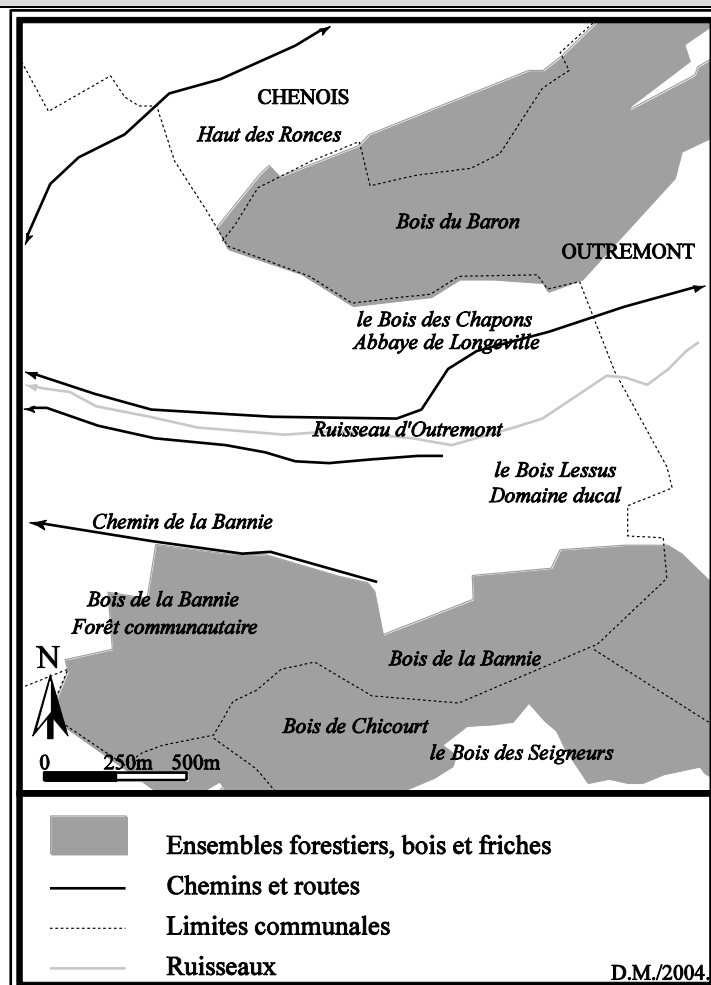 CHENOIS
Haut des Ronces
Bois du Baron
OUTREMONT
le Bois des Chapons
Abbaye de Longeville
Ruisseau d'Outremont
le Bois Lessus
Domaine ducal
Chemin de la Bannie
Bois de la Bannie
Forêt communautaire
Bois de la Bannie
N
Bois de Chicourt
le Bois des Seigneurs
0 250m 500m
Ensembles forestiers, bois et friches
Chemins et routes
Limites communales
Ruisseaux
D.M./2004.